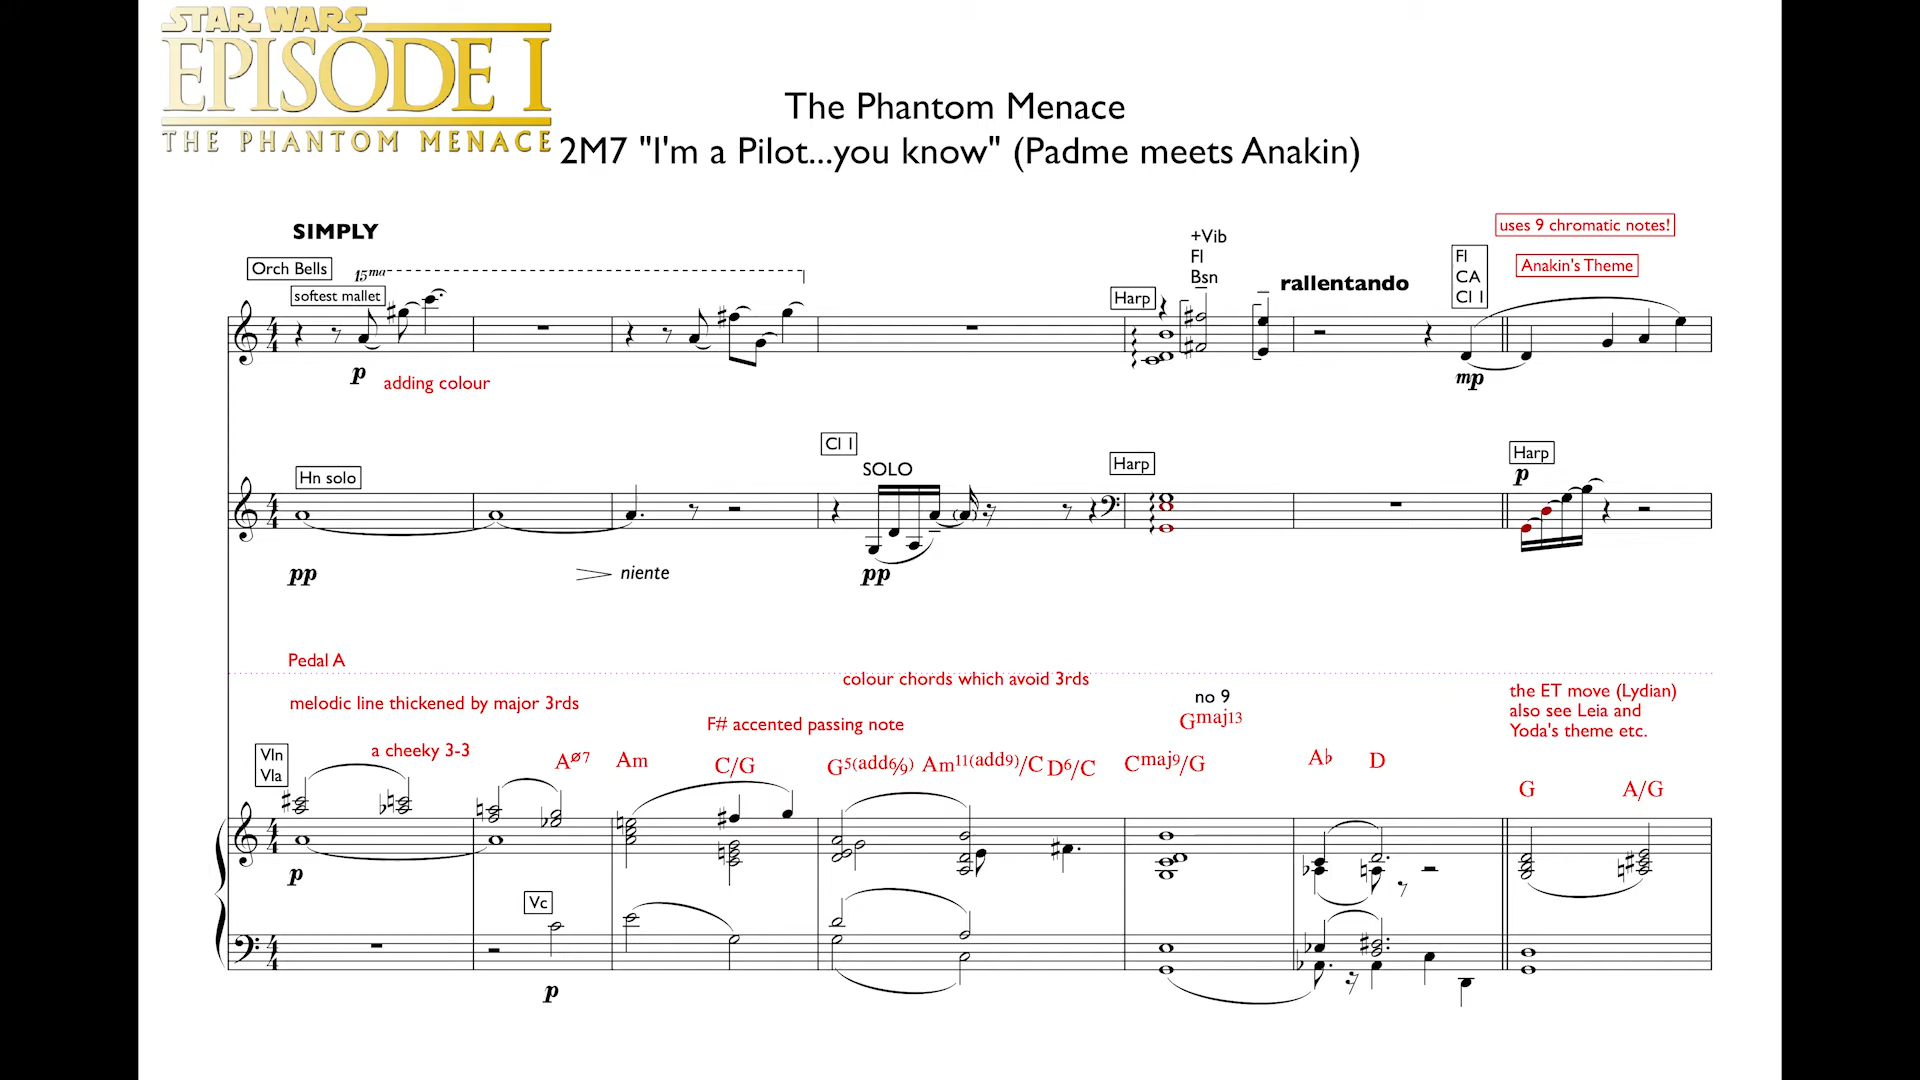 STAR WARS
EPISODE I
THE PHANTOM MENACE
The Phantom Menace
2M7 "I'm a Pilot...you know" (Padme meets Anakin)
SIMPLY
Orch Bells
softest mallet
15ma
p
adding colour
Harp
+Vib
Fl
Bsn
rallentando
Fl
CA
Cl I
mp
uses 9 chromatic notes!
Anakin's Theme
Hn solo
pp
niente
Cl I
SOLO
pp
Harp
Harp
p
Pedal A
melodic line thickened by major 3rds
a cheeky 3-3
F# accented passing note
colour chords which avoid 3rds
no 9
Gmaj13
the ET move (Lydian)
also see Leia and
Yoda's theme etc.
Vln
Vla
Aø7 Am C/G G5(add6/9) Am11(add9)/C D6/C Cmaj9/G A♭ D G A/G
p
Vc
p